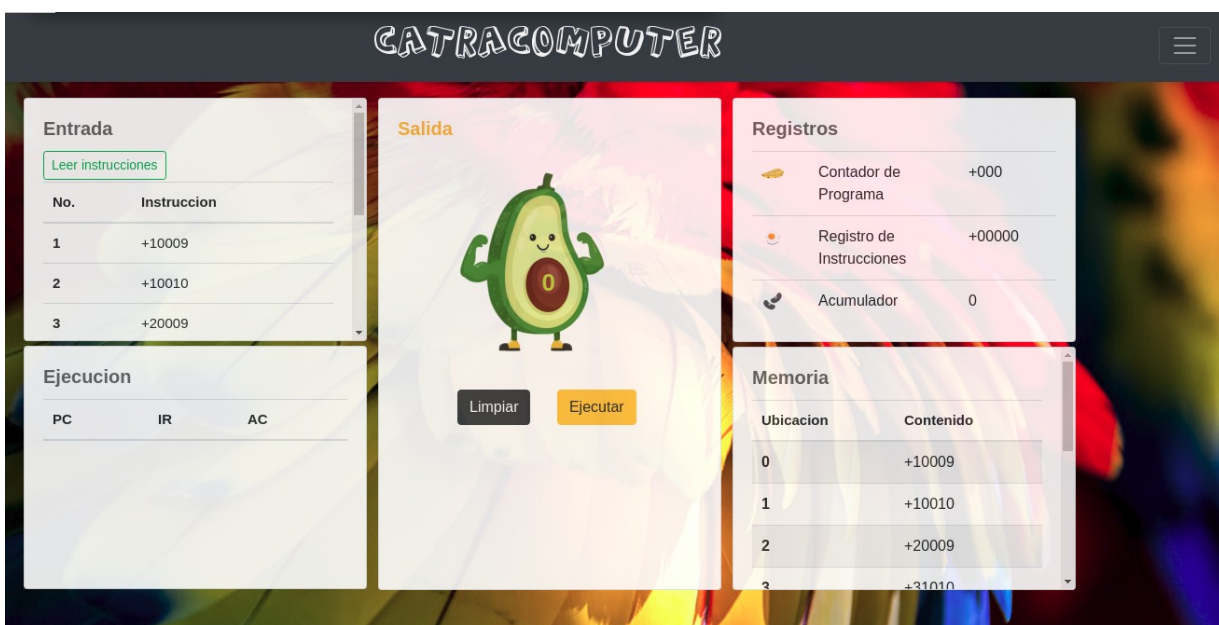 CATRACOMPUTER
Entrada
Leer instrucciones
No. Instruccion
1 +10009
2 +10010
3 +20009
Ejecucion
PC IR AC
Salida
0
Limpiar Ejecutar
Registros
Contador de +000
Programa
Registro de +00000
Instrucciones
Acumulador 0
Memoria
Ubicacion Contenido
0 +10009
1 +10010
2 +20009
3 +31010